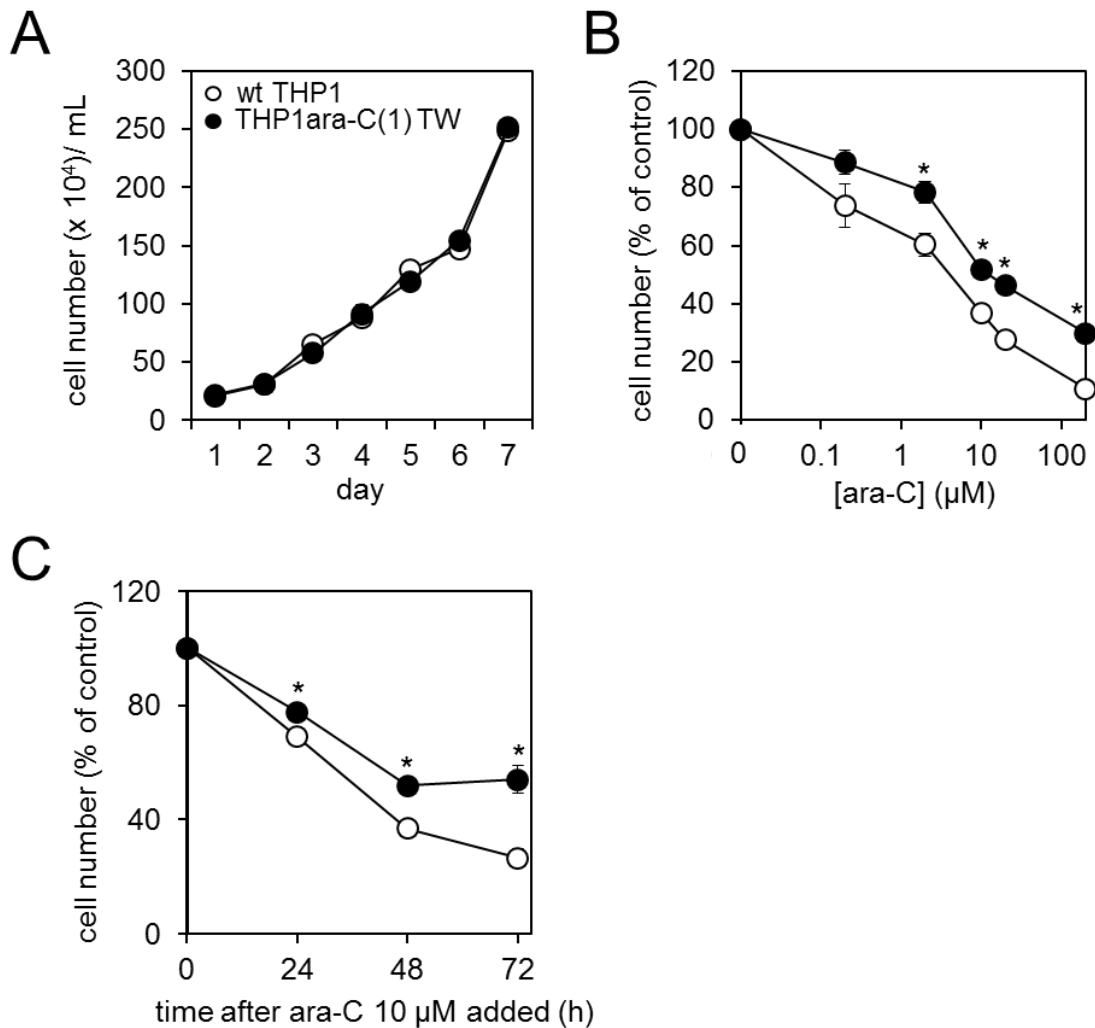 A
cell number (x 10⁴)/ mL
300
250
200
150
100
50
0
wt THP1
THP1ara-C(1) TW
1 2 3 4 5 6 7
day
B
cell number (% of control)
120
100
80
60
40
20
0
* * * *
0 0.1 1 10 100
[ara-C] (µM)
C
cell number (% of control)
120
80
40
0
* * *
0 24 48 72
time after ara-C 10 µM added (h)